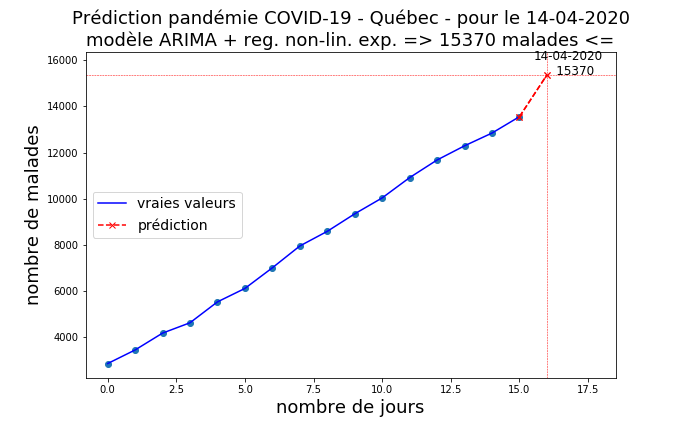 Prédiction pandémie COVID-19 - Québec - pour le 14-04-2020
modèle ARIMA + reg. non-lin. exp. => 15370 malades <=
14-04-2020
15370
16000
14000
12000
10000
8000
6000
4000
nombre de malades
vraies valeurs
prédiction
0.0 2.5 5.0 7.5 10.0 12.5 15.0 17.5
nombre de jours